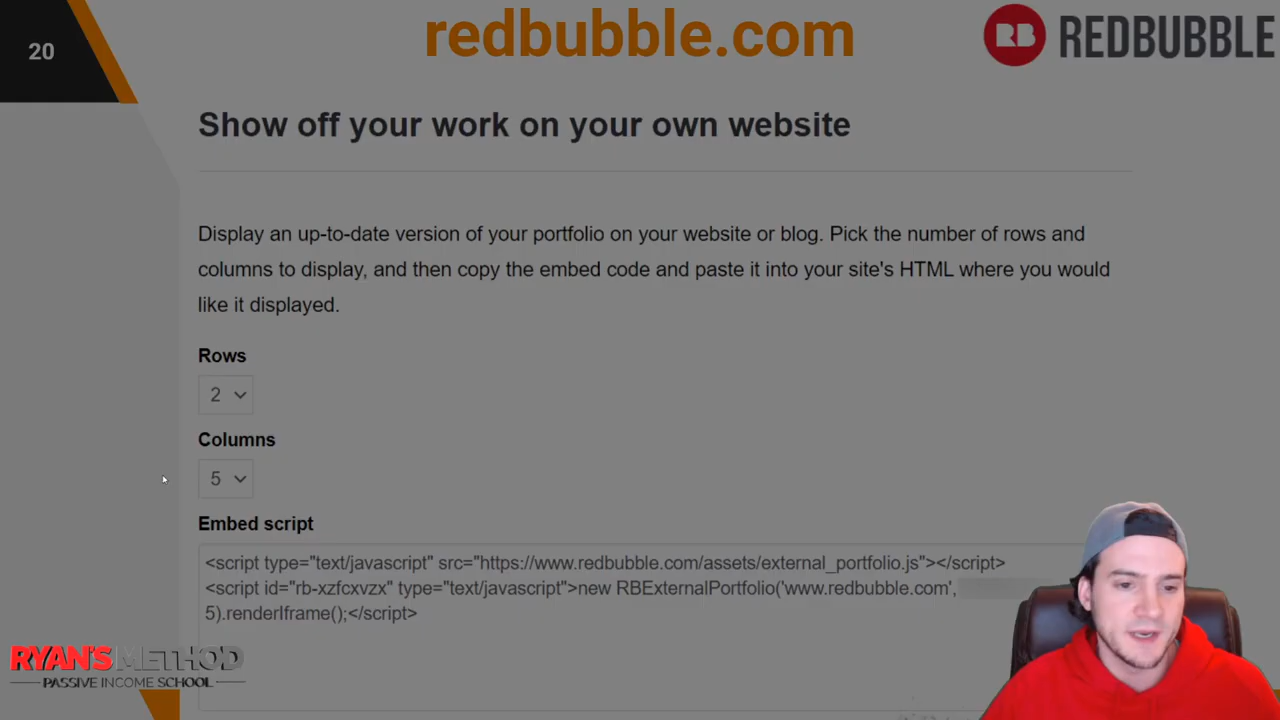 20
redbubble.com
RB REDBUBBLE
Show off your work on your own website
Display an up-to-date version of your portfolio on your website or blog. Pick the number of rows and
columns to display, and then copy the embed code and paste it into your site's HTML where you would
like it displayed.
Rows
2
Columns
5
Embed script
<script type="text/javascript" src="https://www.redbubble.com/assets/external_portfolio.js"></script>
<script id="rb-xzfcxvzx" type="text/javascript">new RBExternalPortfolio('www.redbubble.com',
5).renderIframe();</script>
RYAN'S METHOD
PASSIVE INCOME SCHOOL